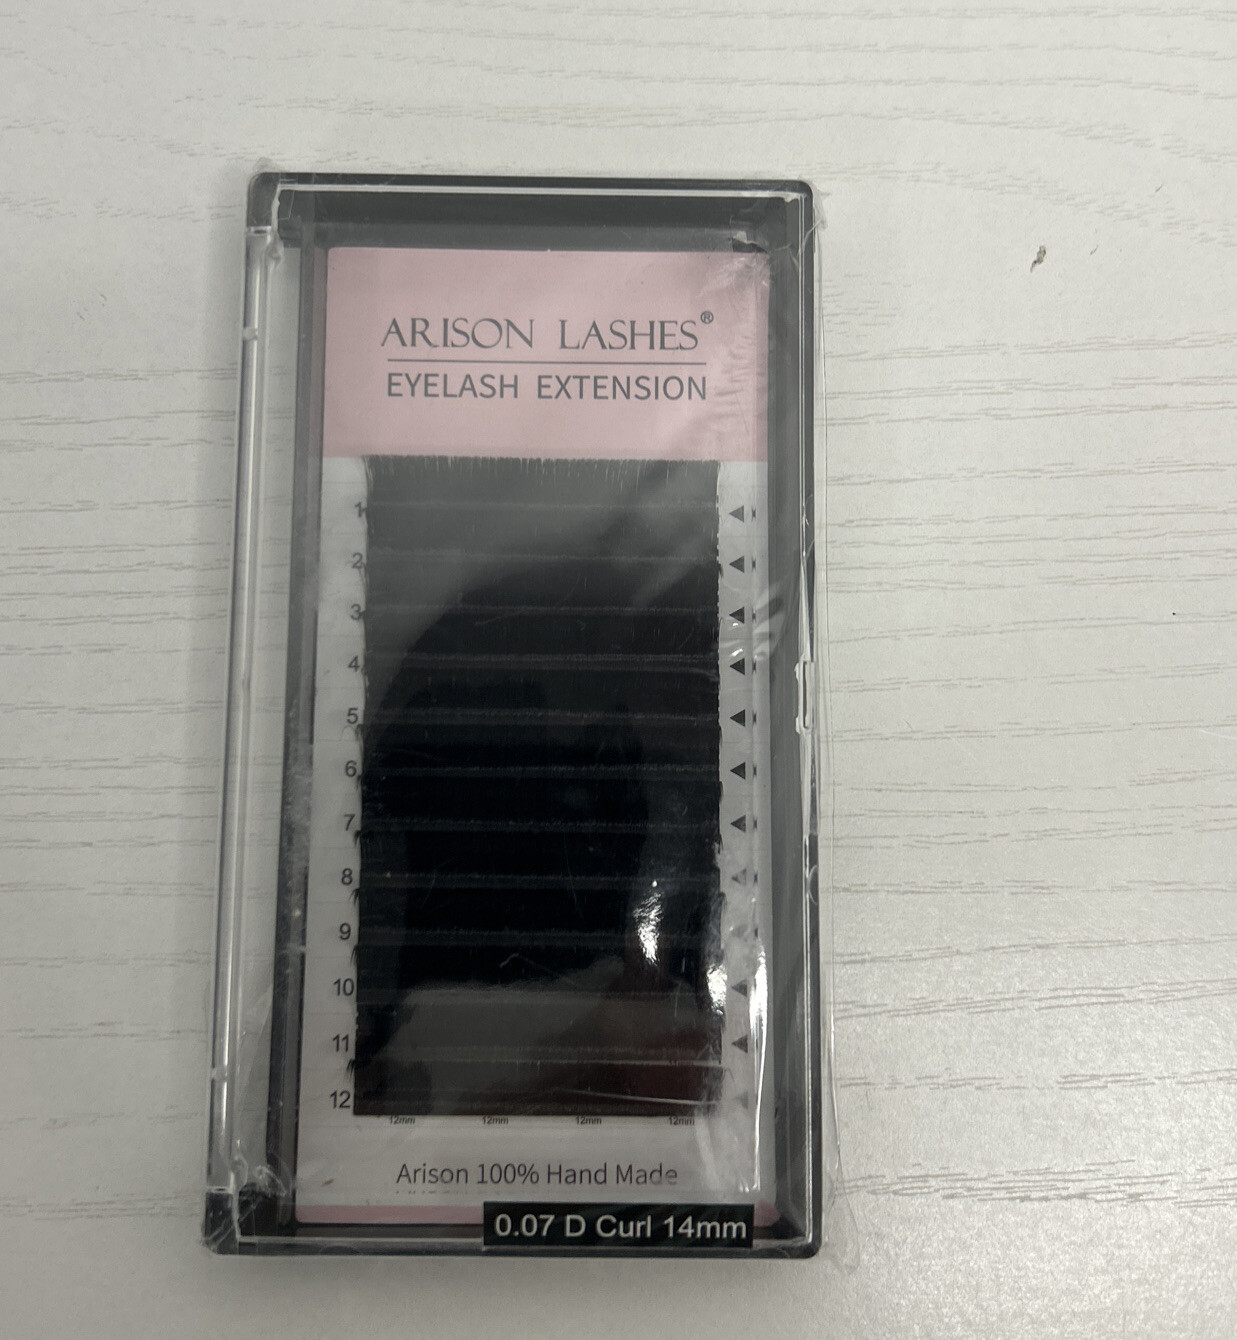 ARISON LASHES®
EYELASH EXTENSION
1
2
3
4
5
6
7
8
9
10
11
12
12mm 12mm 12mm 12mm
Arison 100% Hand Made
0.07 D Curl 14mm